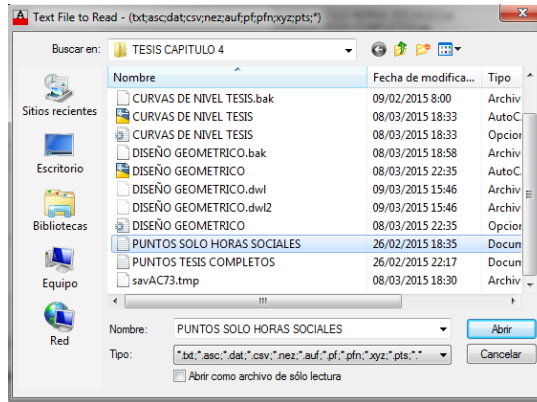 Text File to Read - (txt;asc;dat;csv;nez;auf;pf;pfn;xyz;pts;*)
Buscar en: TESIS CAPITULO 4
Nombre Fecha de modifica... Tipo
CURVAS DE NIVEL TESIS.bak 09/02/2015 8:00 Archiv
CURVAS DE NIVEL TESIS 08/03/2015 18:33 AutoC
CURVAS DE NIVEL TESIS 08/03/2015 18:33 Opcior
DISEÑO GEOMETRICO.bak 08/03/2015 18:58 Archiv
DISEÑO GEOMETRICO 08/03/2015 22:35 AutoC
DISEÑO GEOMETRICO.dwl 09/03/2015 15:46 Archiv
DISEÑO GEOMETRICO.dwl2 09/03/2015 15:46 Archiv
DISEÑO GEOMETRICO 08/03/2015 22:35 Opcior
PUNTOS SOLO HORAS SOCIALES 26/02/2015 18:35 Docum
PUNTOS TESIS COMPLETOS 26/02/2015 22:17 Docum
savAC73.tmp 08/03/2015 18:30 Archiv
Sitios recientes
Escritorio
Bibliotecas
Equipo
Red
Nombre: PUNTOS SOLO HORAS SOCIALES Abrir
Tipo: *.txt;*.asc;*.dat;*.csv;*.nez;*.auf;*.pf;*.pfn;*.xyz;*.pts;*.* Cancelar
Abrir como archivo de sólo lectura